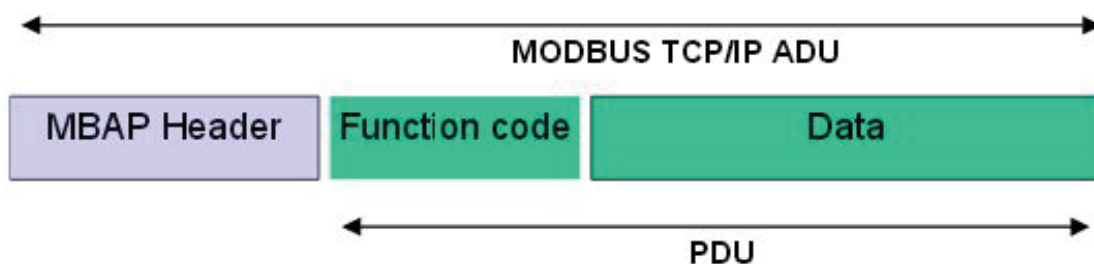 MODBUS TCP/IP ADU
MBAP Header
Function code
Data
PDU